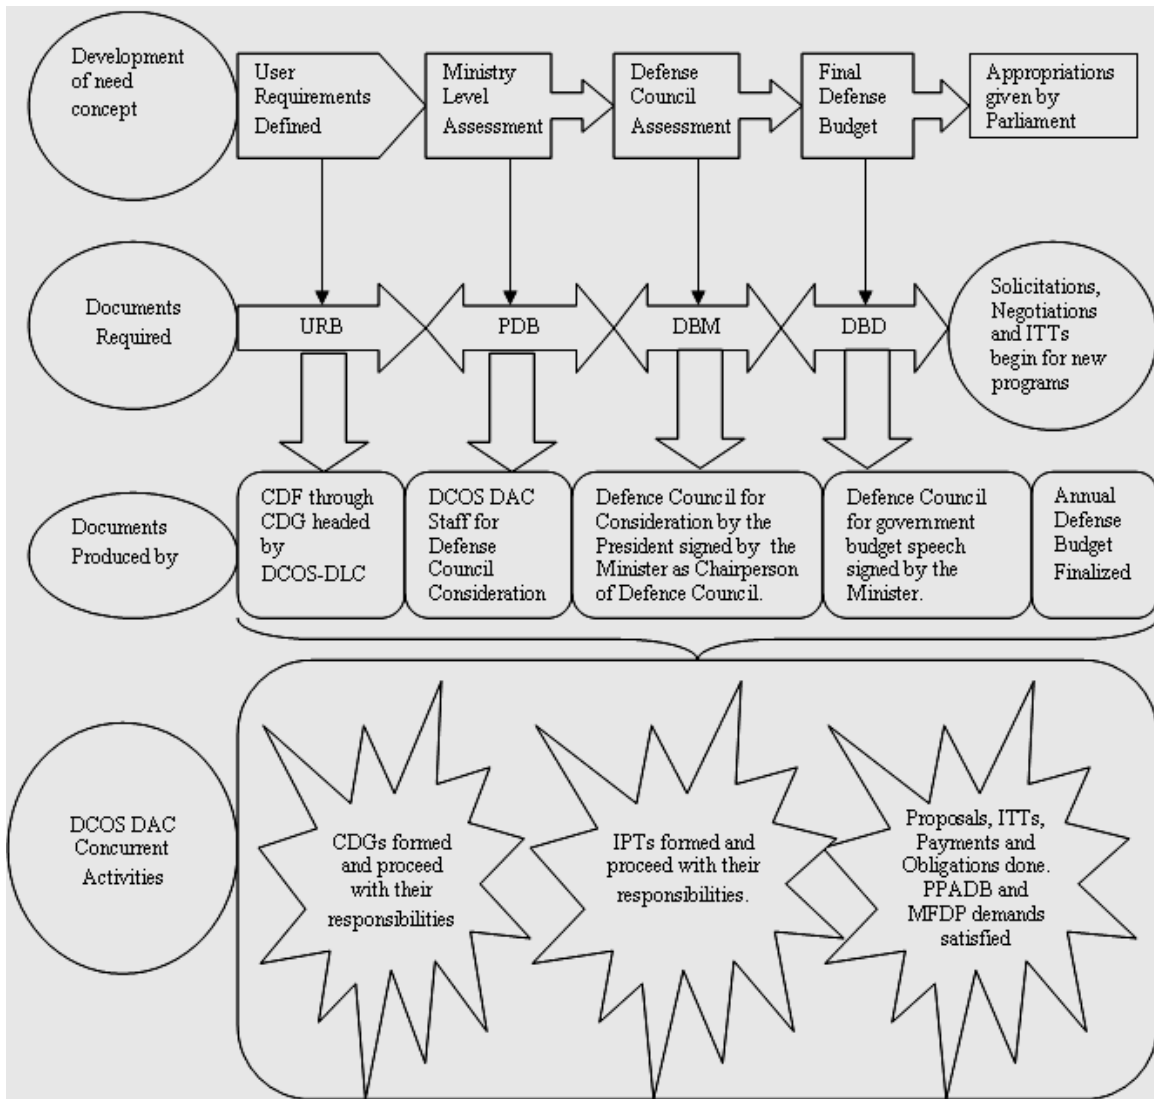 Development
of need
concept
User
Requirements
Defined
Ministry
Level
Assessment
Defense
Council
Assessment
Final
Defense
Budget
Appropriations
given by
Parliament
Documents
Required
URB
PDB
DBM
DBD
Solicitations,
Negotiations
and ITTs
begin for new
programs
Documents
Produced by
CDF through
CDG headed
by
DCOS-DLC
DCOS DAC
Staff for
Defense
Council
Consideration
Defence Council for
Consideration by the
President signed by the
Minister as Chairperson
of Defence Council.
Defence Council
for government
budget speech
signed by the
Minister.
Annual
Defense
Budget
Finalized
DCOS DAC
Concurrent
Activities
CDGs formed
and proceed
with their
responsibilities
IPTs formed and
proceed with their
responsibilities.
Proposals, ITTs,
Payments and
Obligations done.
PPADB and
MFDP demands
satisfied